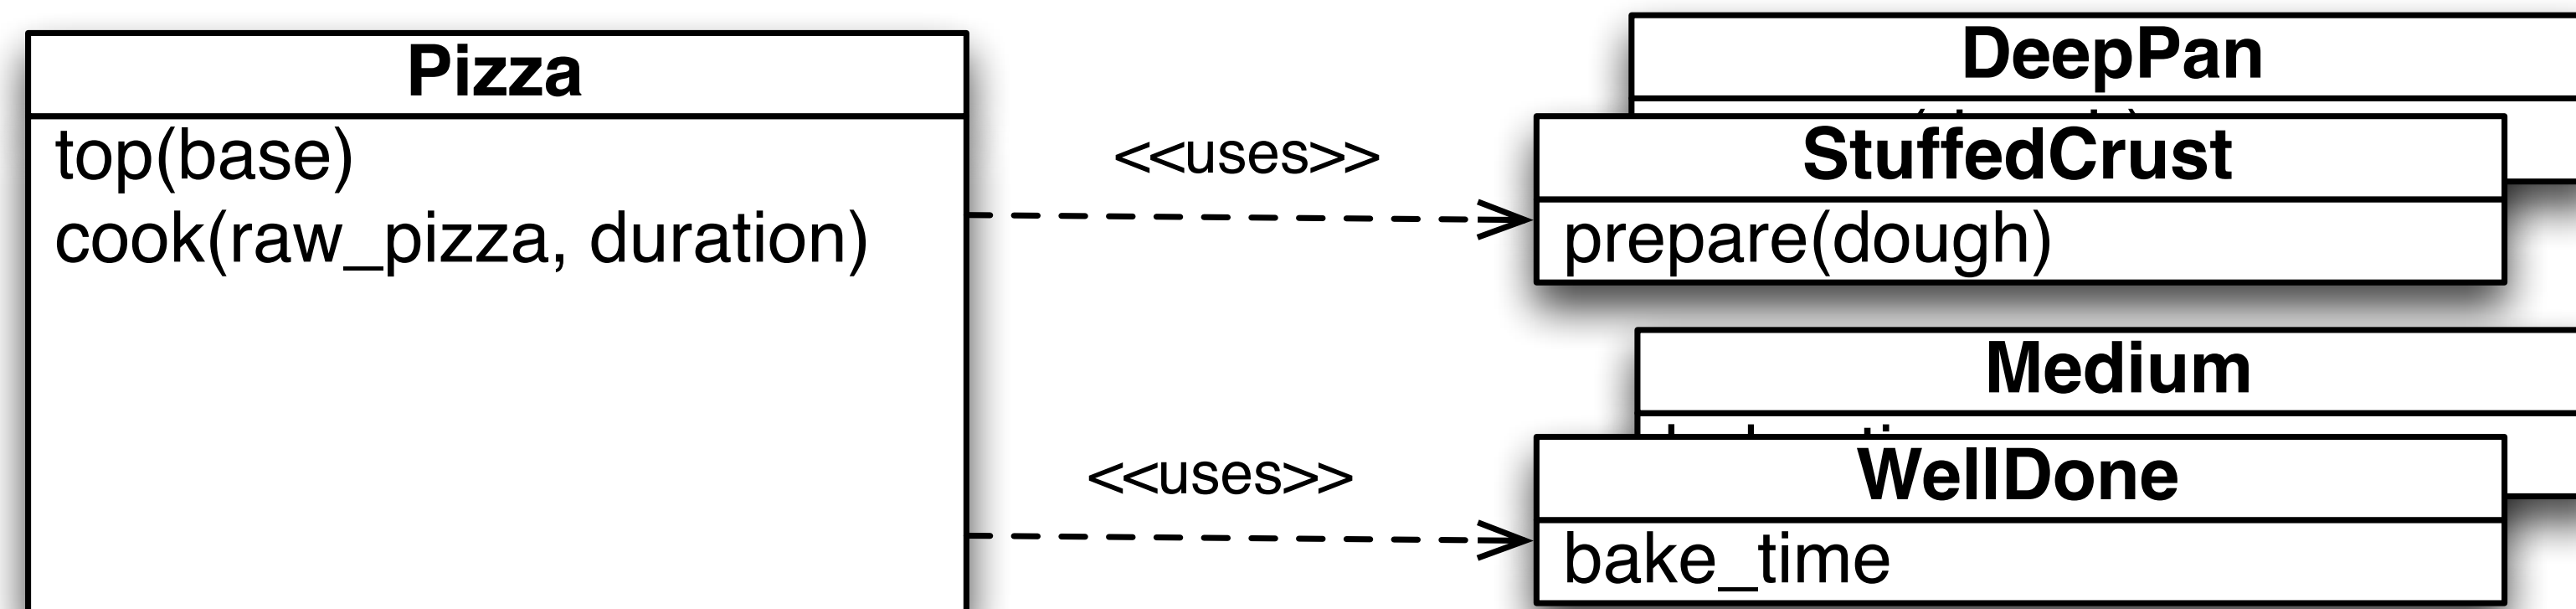 Pizza
top(base)
cook(raw_pizza, duration)
<<uses>>
<<uses>>
DeepPan
StuffedCrust
prepare(dough)
Medium
WellDone
bake_time